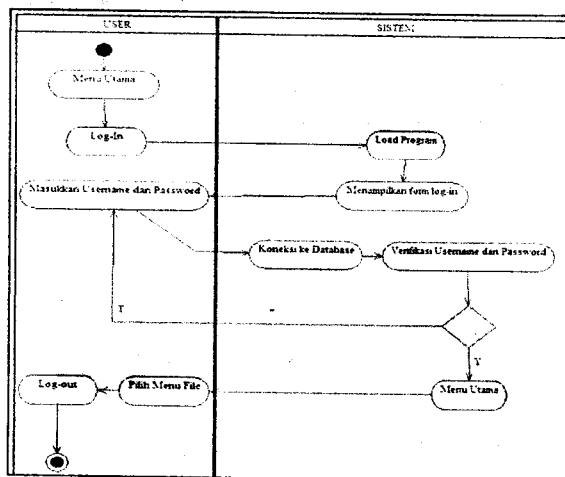 USER
SISTEM
Menu Utama
Log-In
Load Program
Masukkan Username dan Password
Menampilkan form log-in
Koneksi ke Database
Verifikasi Username dan Password
T
Y
Log-out
Pilih Menu File
Menu Utama